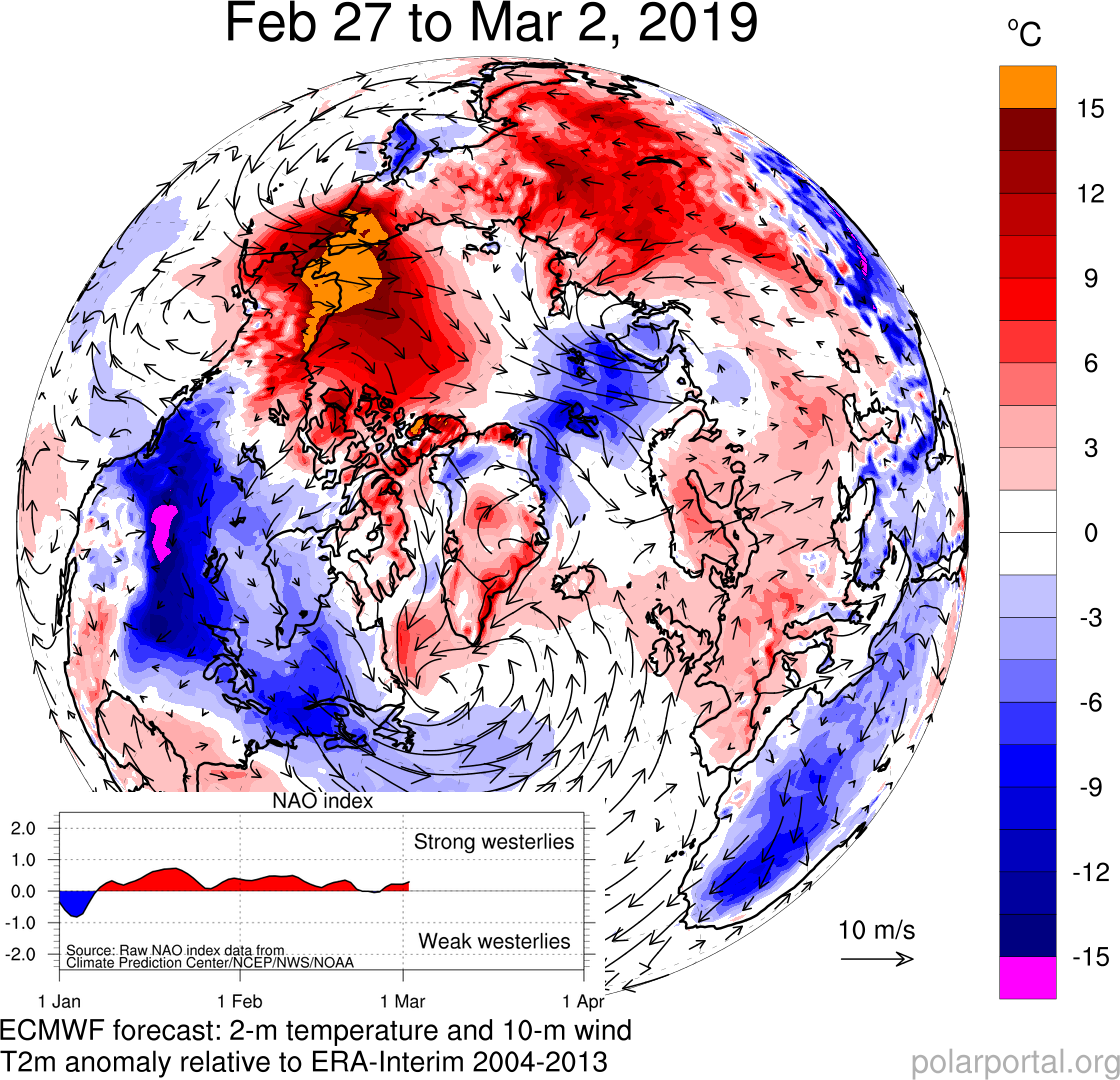 Feb 27 to Mar 2, 2019
°C
15
12
9
6
3
0
-3
-6
-9
-12
-15
10 m/s
NAO index
2.0
1.0
0.0
-1.0
-2.0
Strong westerlies
Weak westerlies
Source: Raw NAO index data from
Climate Prediction Center/NCEP/NWS/NOAA
1 Jan
1 Feb
1 Mar
1 Apr
ECMWF forecast: 2-m temperature and 10-m wind
T2m anomaly relative to ERA-Interim 2004-2013
polarportal.org